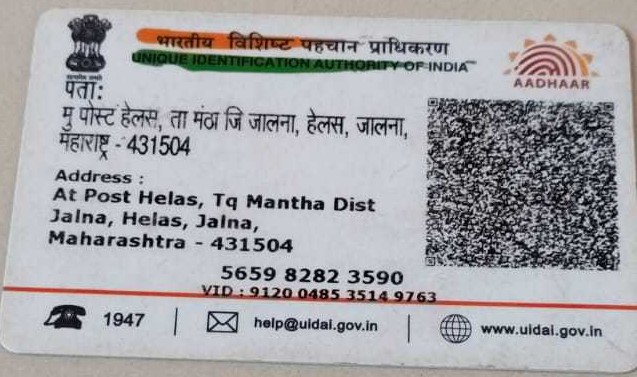 भारतीय विशिष्ट पहचान प्राधिकरण
UNIQUE IDENTIFICATION AUTHORITY OF INDIA
AADHAAR
पता:
मु पोस्ट हेलस, ता मंठा जि जालना, हेलस, जालना,
महाराष्ट्र - 431504
Address :
At Post Helas, Tq Mantha Dist
Jalna, Helas, Jalna,
Maharashtra - 431504
5659 8282 3590
VID : 9120 0485 3514 9763
1947
help@uidai.gov.in
www.uidai.gov.in